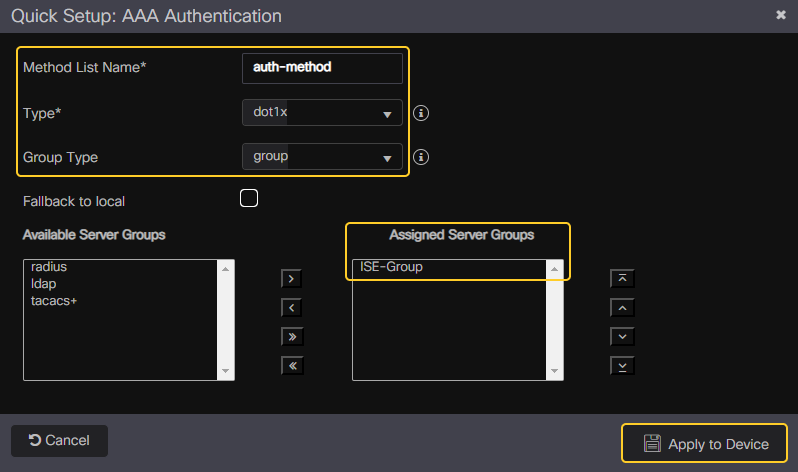 Quick Setup: AAA Authentication
Method List Name* auth-method
Type* dot1x
Group Type group
Fallback to local
Available Server Groups Assigned Server Groups
radius ISE-Group
ldap
tacacs+
Cancel Apply to Device